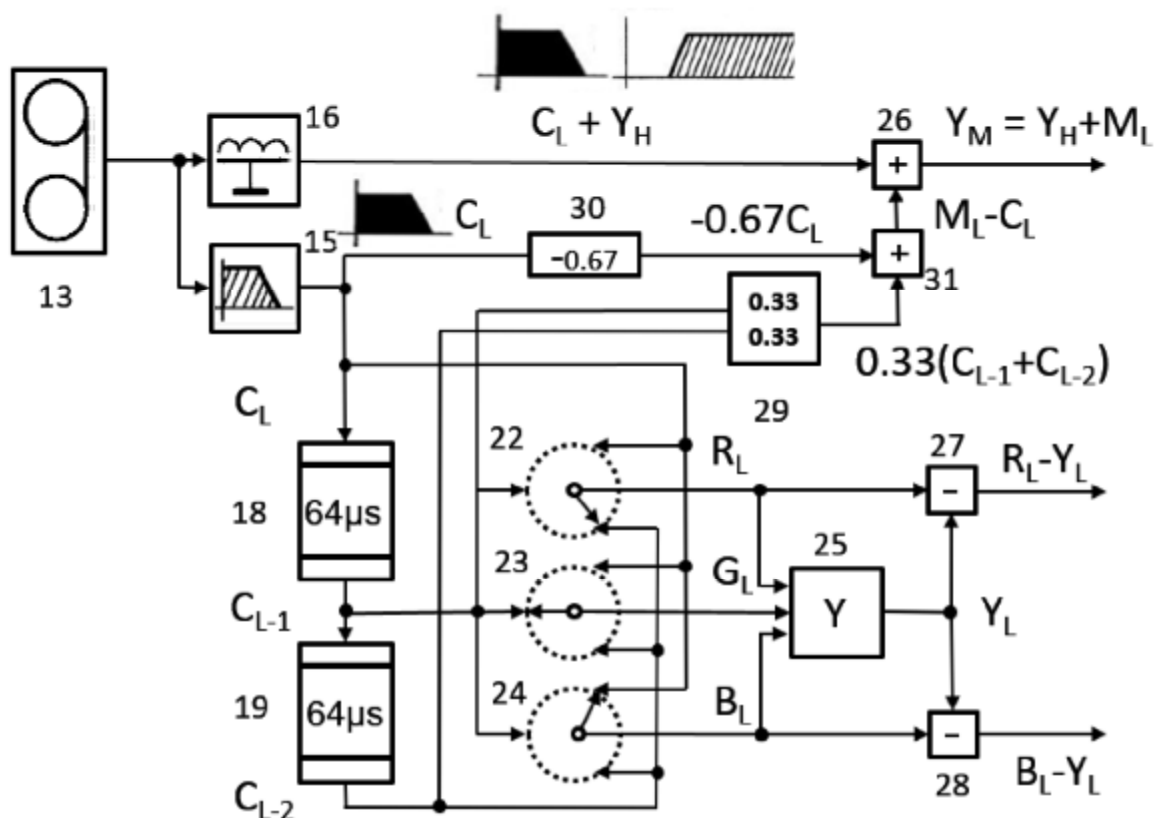 16
C_L + Y_H
26
Y_M = Y_H+M_L
C_L
30
-0.67C_L
M_L-C_L
15
−0.67
+
+
31
13
0.33
0.33
0.33(C_L-1+C_L-2)
29
C_L
22
R_L
27
R_L-Y_L
-
18
64µs
23
G_L
25
Y
C_L-1
Y_L
19
64µs
24
B_L
-
28
B_L-Y_L
C_L-2